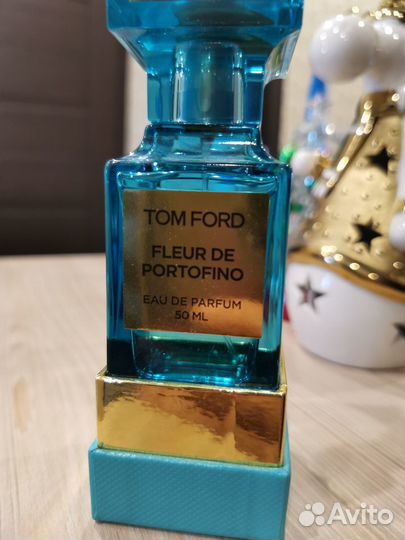 TOM FORD
FLEUR DE
PORTOFINO
EAU DE PARFUM
50 ML
Avito